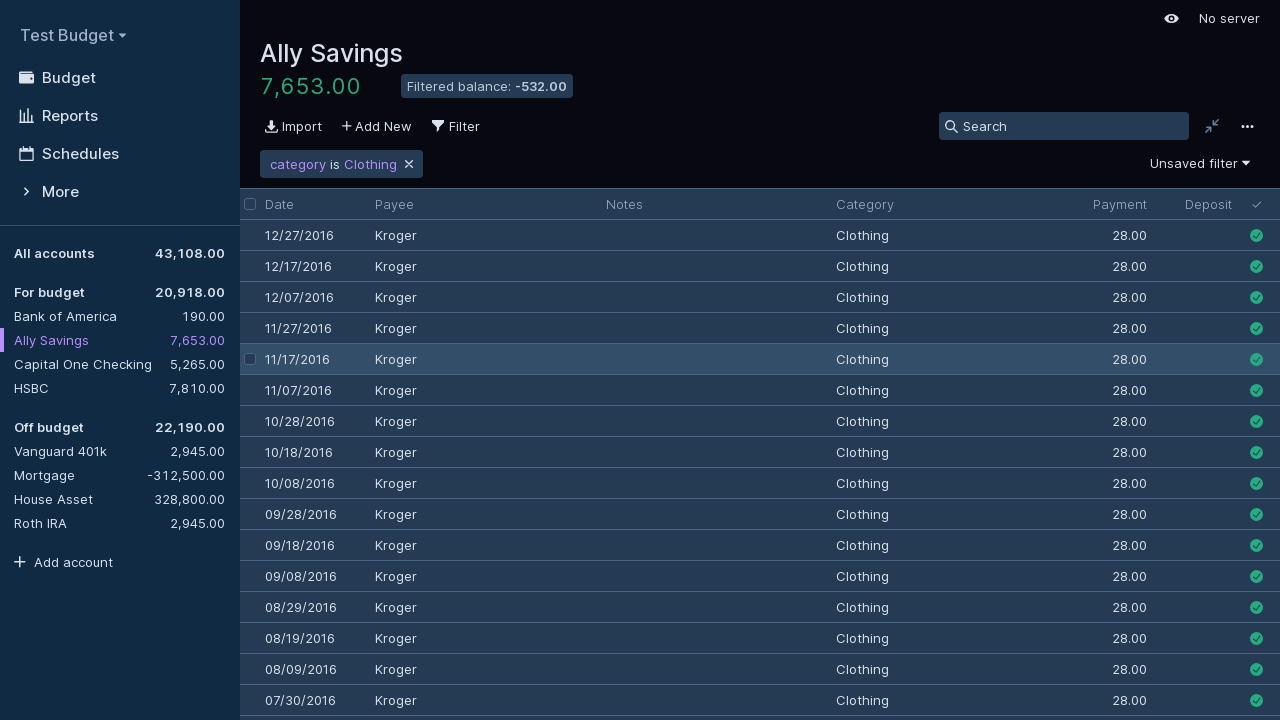 Test Budget
Budget
Reports
Schedules
More
All accounts 43,108.00
For budget 20,918.00
Bank of America 190.00
Ally Savings 7,653.00
Capital One Checking 5,265.00
HSBC 7,810.00
Off budget 22,190.00
Vanguard 401k 2,945.00
Mortgage -312,500.00
House Asset 328,800.00
Roth IRA 2,945.00
Add account
No server
Ally Savings
7,653.00 Filtered balance: -532.00
Import Add New Filter Search
category is Clothing Unsaved filter
Date Payee Notes Category Payment Deposit
12/27/2016 Kroger Clothing 28.00
12/17/2016 Kroger Clothing 28.00
12/07/2016 Kroger Clothing 28.00
11/27/2016 Kroger Clothing 28.00
11/17/2016 Kroger Clothing 28.00
11/07/2016 Kroger Clothing 28.00
10/28/2016 Kroger Clothing 28.00
10/18/2016 Kroger Clothing 28.00
10/08/2016 Kroger Clothing 28.00
09/28/2016 Kroger Clothing 28.00
09/18/2016 Kroger Clothing 28.00
09/08/2016 Kroger Clothing 28.00
08/29/2016 Kroger Clothing 28.00
08/19/2016 Kroger Clothing 28.00
08/09/2016 Kroger Clothing 28.00
07/30/2016 Kroger Clothing 28.00